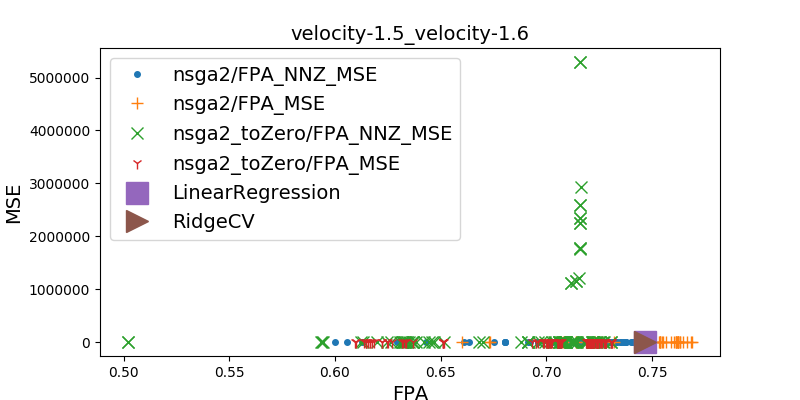 velocity-1.5_velocity-1.6
MSE
5000000
4000000
3000000
2000000
1000000
0
nsga2/FPA_NNZ_MSE
nsga2/FPA_MSE
nsga2_toZero/FPA_NNZ_MSE
nsga2_toZero/FPA_MSE
LinearRegression
RidgeCV
0.50 0.55 0.60 0.65 0.70 0.75
FPA